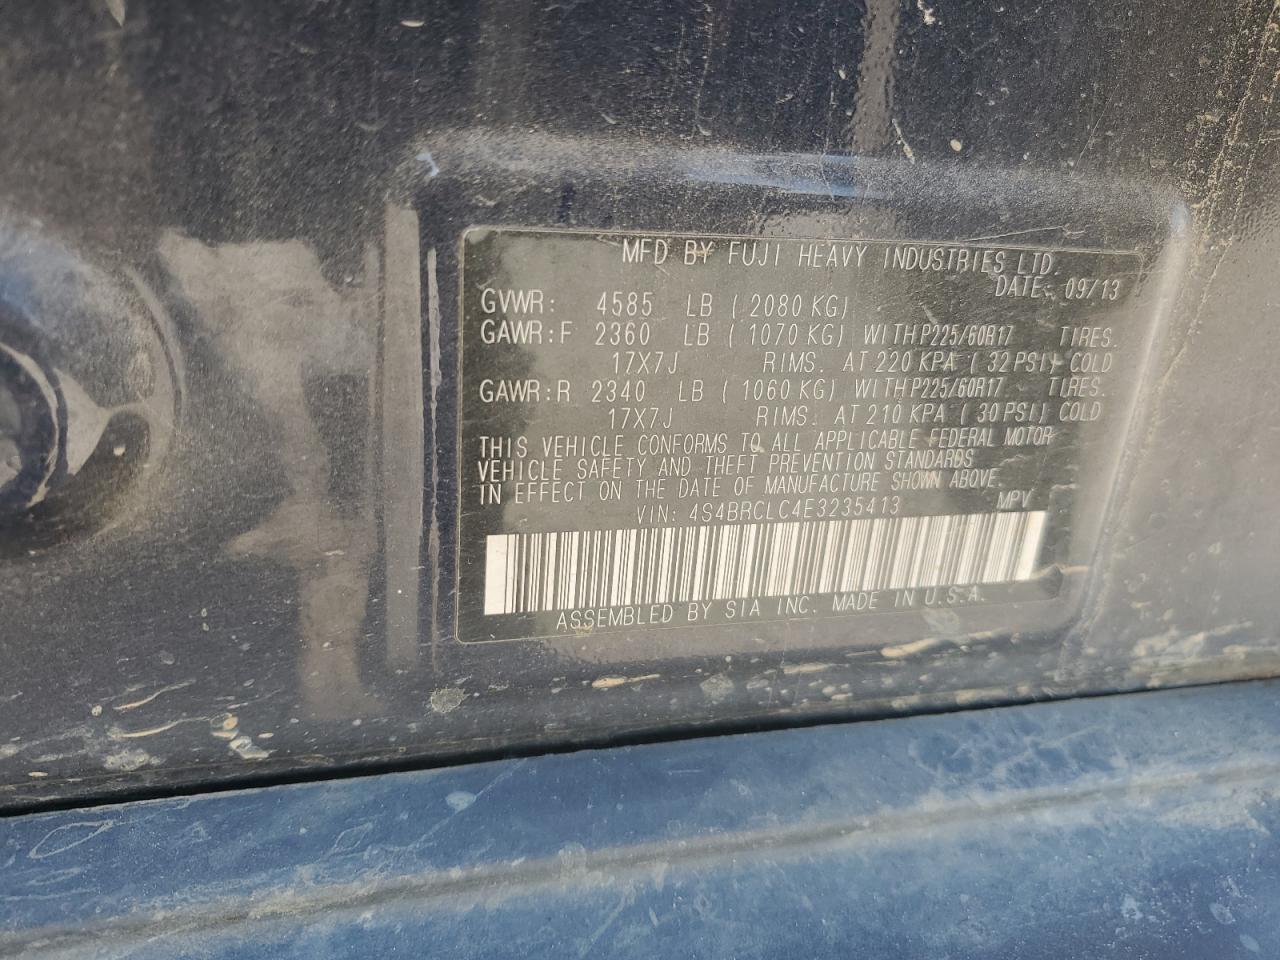 MFD BY FUJI HEAVY INDUSTRIES LTD.
DATE: 09/13
GVWR: 4585 LB (2080 KG)
GAWR:F 2360 LB (1070 KG) WITH P225/60R17 TIRES.
17X7J RIMS. AT 220 KPA (32 PSI) COLD
GAWR:R 2340 LB (1060 KG) WITH P225/60R17 TIRES.
17X7J RIMS. AT 210 KPA (30 PSI) COLD
THIS VEHICLE CONFORMS TO ALL APPLICABLE FEDERAL MOTOR
VEHICLE SAFETY AND THEFT PREVENTION STANDARDS
IN EFFECT ON THE DATE OF MANUFACTURE SHOWN ABOVE.
VIN: 4S4BRCLC4E3235413 MPV
ASSEMBLED BY SIA INC. MADE IN U.S.A.